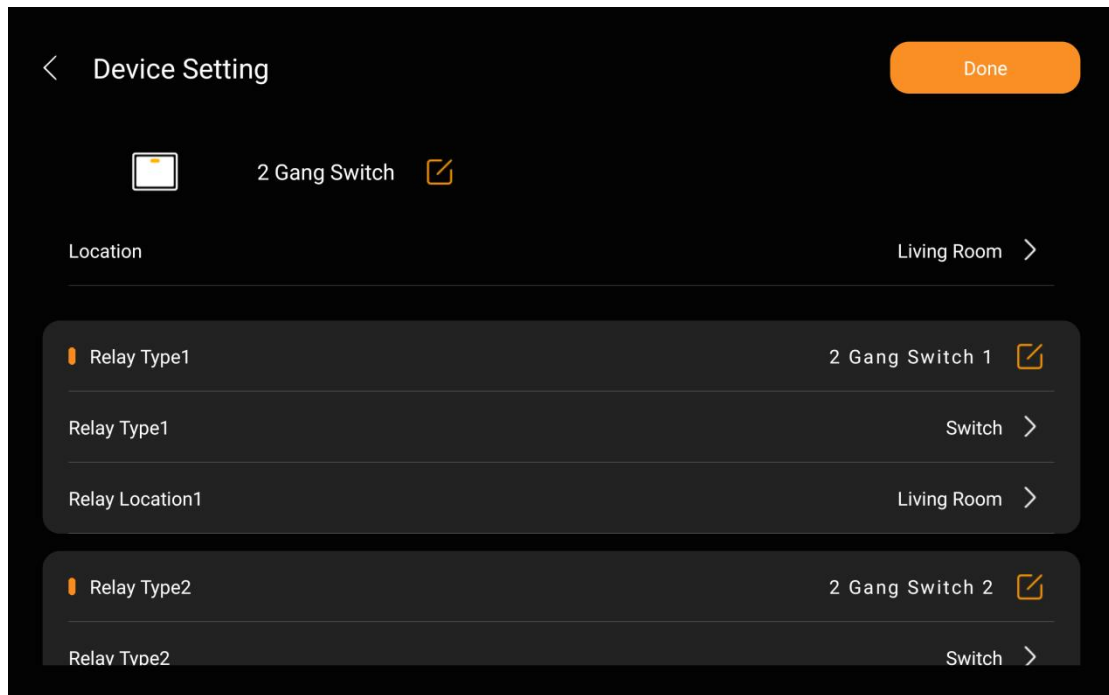 Device Setting
Done
2 Gang Switch
Location
Living Room
Relay Type1
2 Gang Switch 1
Relay Type1
Switch
Relay Location1
Living Room
Relay Type2
2 Gang Switch 2
Relay Type2
Switch